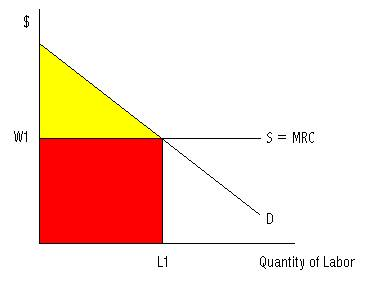 $
W1
S = MRC
D
L1
Quantity of Labor